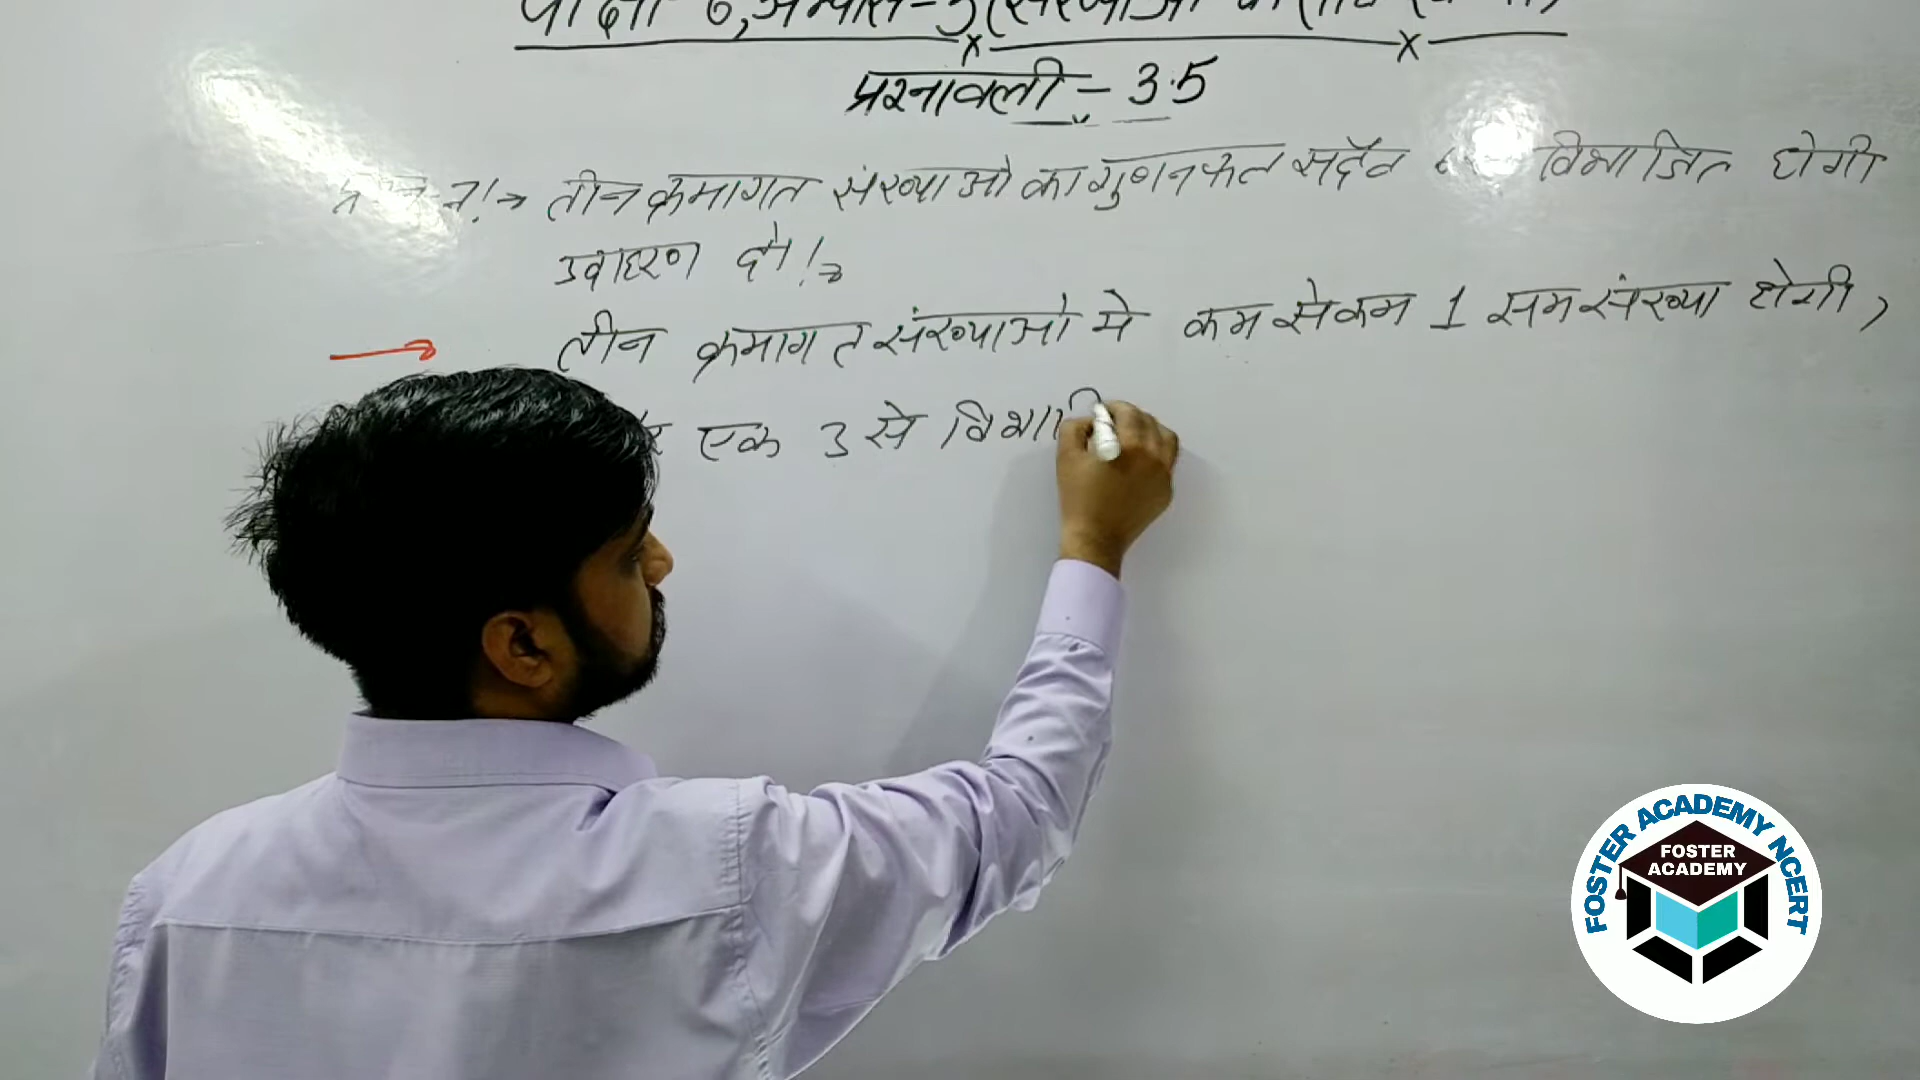 प्रश्नावली - 3.5
तीन क्रमागत संख्याओ का गुणनफल सदैव विभाजित होगी
उदाहरण दो!→
तीन क्रमागत संख्याओ मे कम से कम 1 सम संख्या होगी,
एक 3 से विभा
FOSTER ACADEMY NCERT
FOSTER
ACADEMY